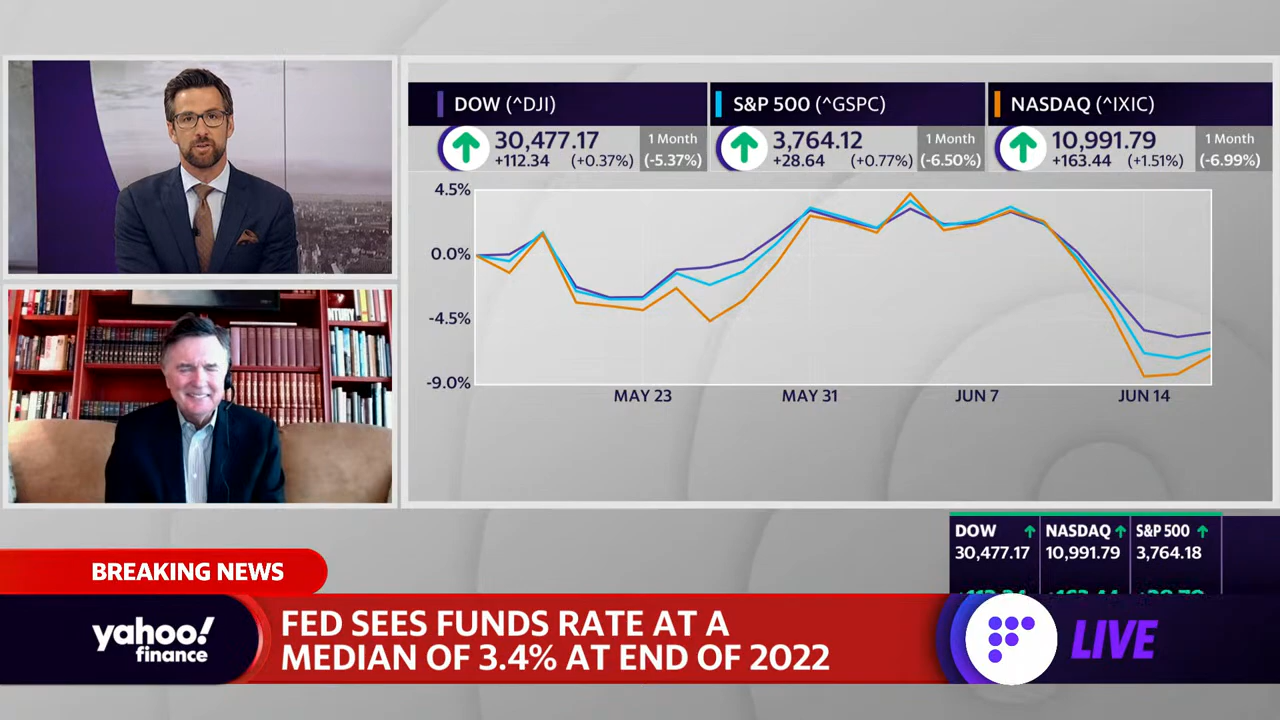 DOW (^DJI)
30,477.17
+112.34 (+0.37%)
1 Month
(-5.37%)
S&P 500 (^GSPC)
3,764.12
+28.64 (+0.77%)
1 Month
(-6.50%)
NASDAQ (^IXIC)
10,991.79
+163.44 (+1.51%)
1 Month
(-6.99%)
4.5%
0.0%
-4.5%
-9.0%
MAY 23 MAY 31 JUN 7 JUN 14
DOW NASDAQ S&P 500
30,477.17 10,991.79 3,764.18
BREAKING NEWS
yahoo!
finance
FED SEES FUNDS RATE AT A
MEDIAN OF 3.4% AT END OF 2022
LIVE